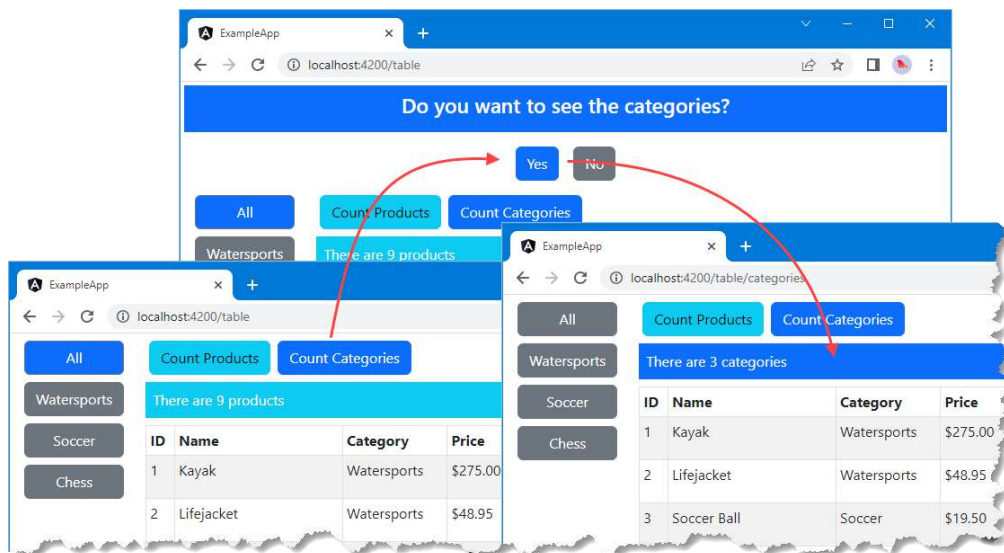 ExampleApp
localhost:4200/table
Do you want to see the categories?
Yes No
All Count Products Count Categories
Watersports There are 9 products
ExampleApp
localhost:4200/table
All Count Products Count Categories
Watersports There are 9 products
Soccer ID Name Category Price
Chess 1 Kayak Watersports $275.00
2 Lifejacket Watersports $48.95
ExampleApp
localhost:4200/table/categories
All Count Products Count Categories
Watersports There are 3 categories
Soccer ID Name Category Price
Chess 1 Kayak Watersports $275.00
2 Lifejacket Watersports $48.95
3 Soccer Ball Soccer $19.50